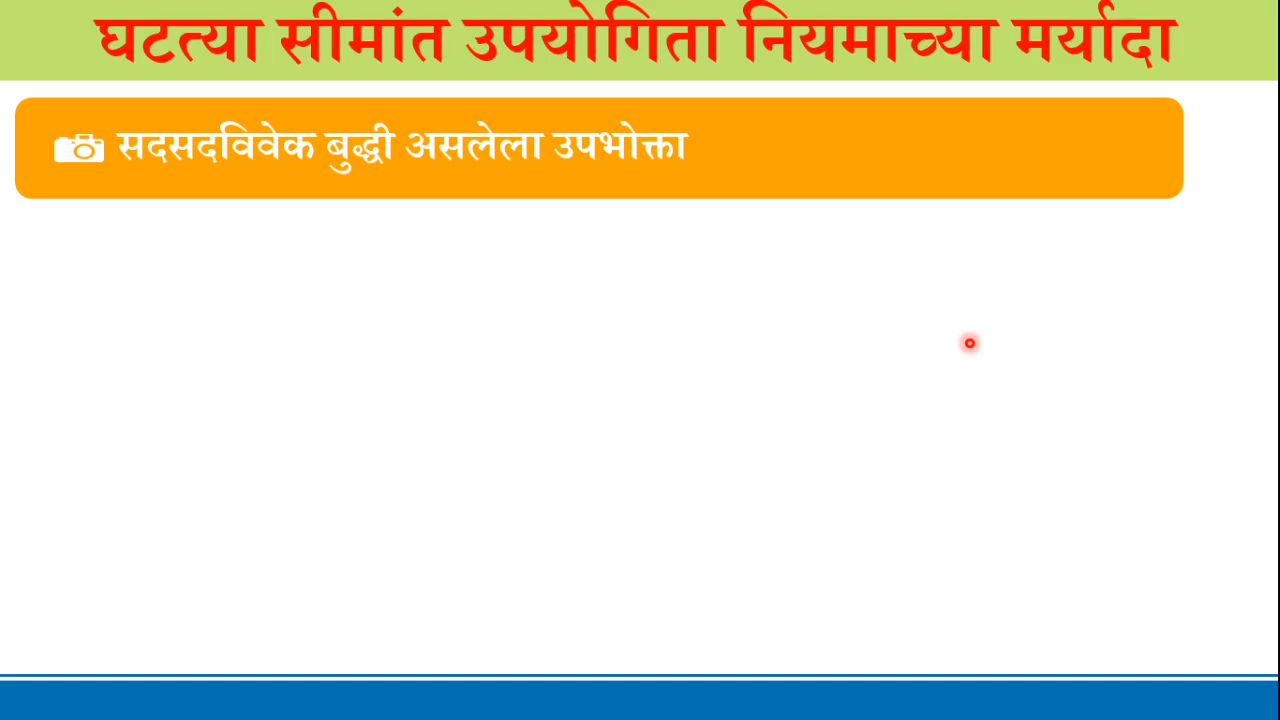 घटत्या सीमांत उपयोगिता नियमाच्या मर्यादा
सदसदविवेक बुद्धी असलेला उपभोक्ता